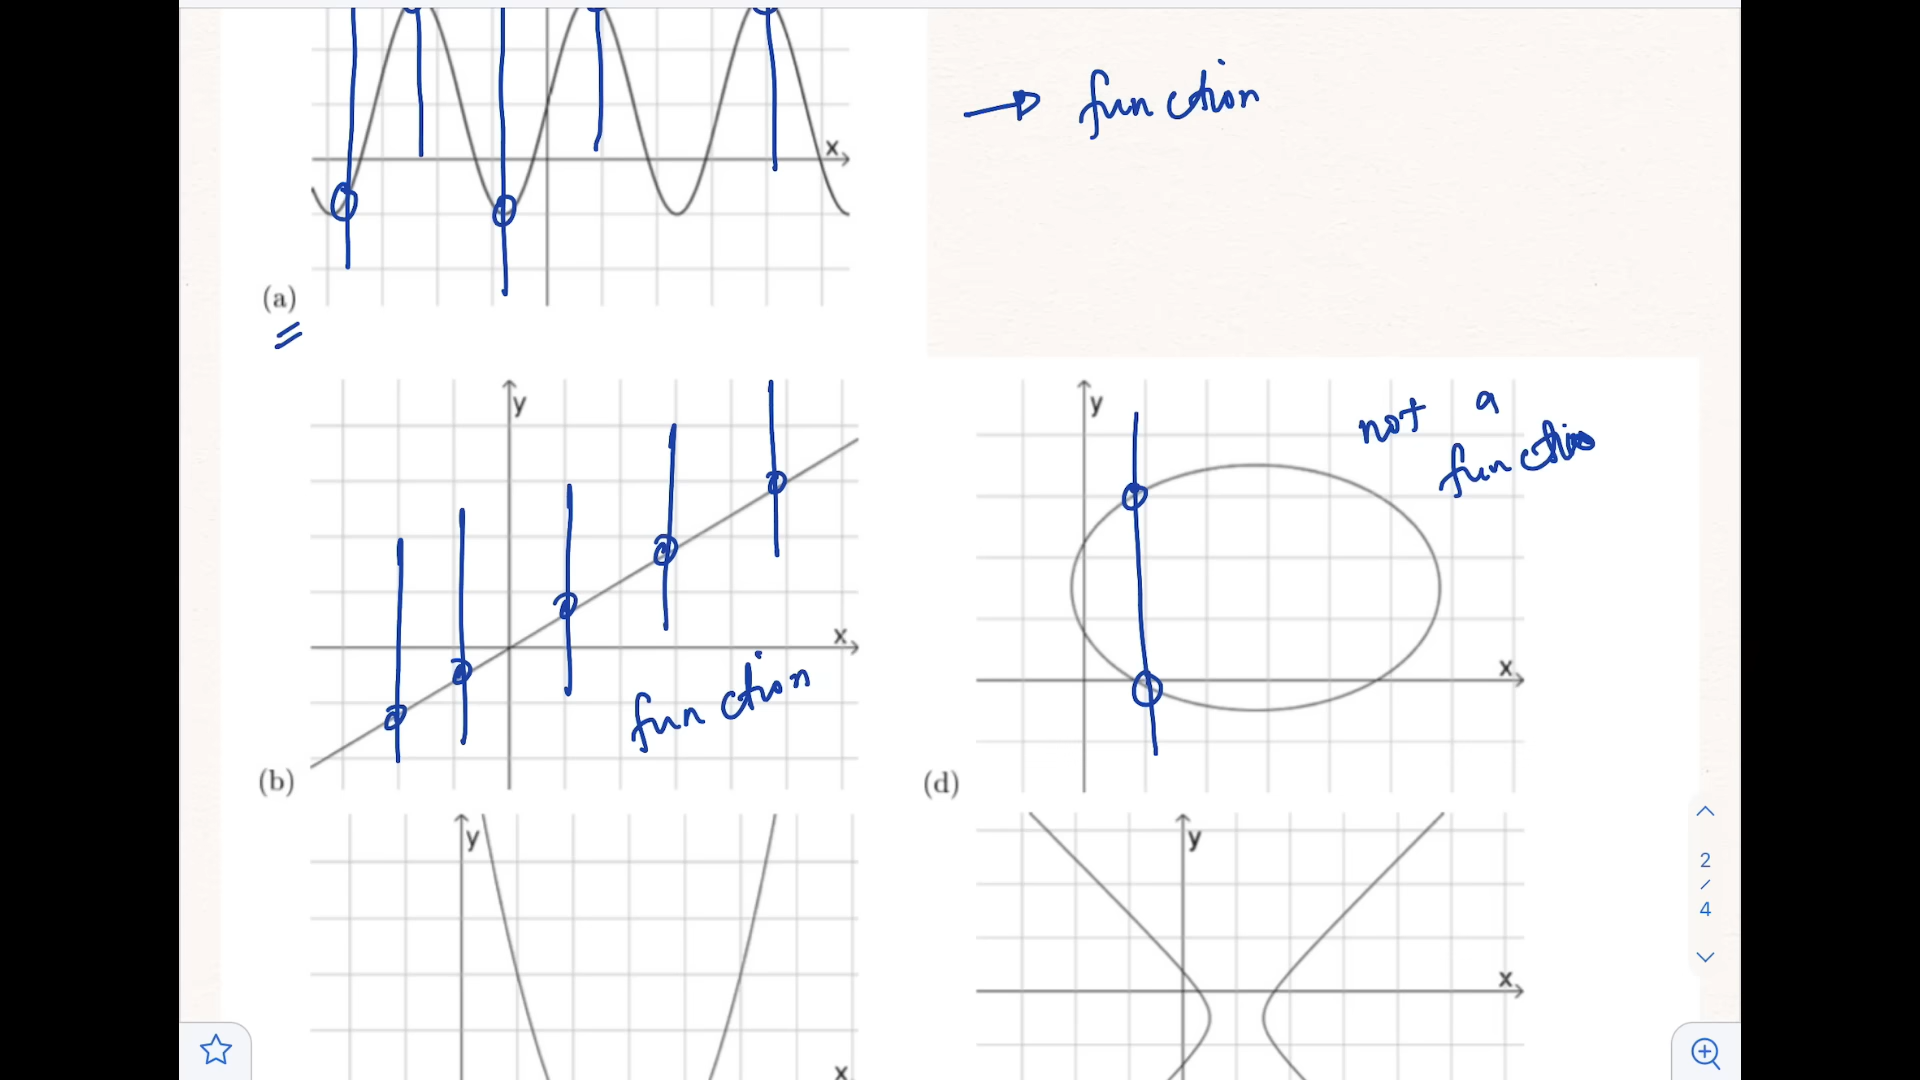 → function
x
(a)
y
y
not a
function
x
x
function
(b)
(d)
y
y
2
/
4
x
x